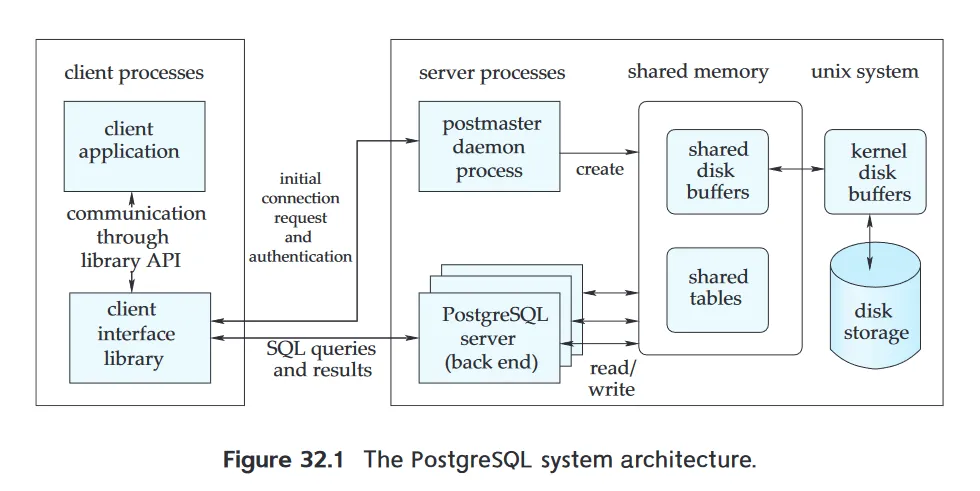 client processes
client
application
communication
through
library API
client
interface
library
initial
connection
request
and
authentication
SQL queries
and results
server processes
postmaster
daemon
process
create
PostgreSQL
server
(back end)
read/
write
shared memory
shared
disk
buffers
shared
tables
unix system
kernel
disk
buffers
disk
storage
Figure 32.1 The PostgreSQL system architecture.